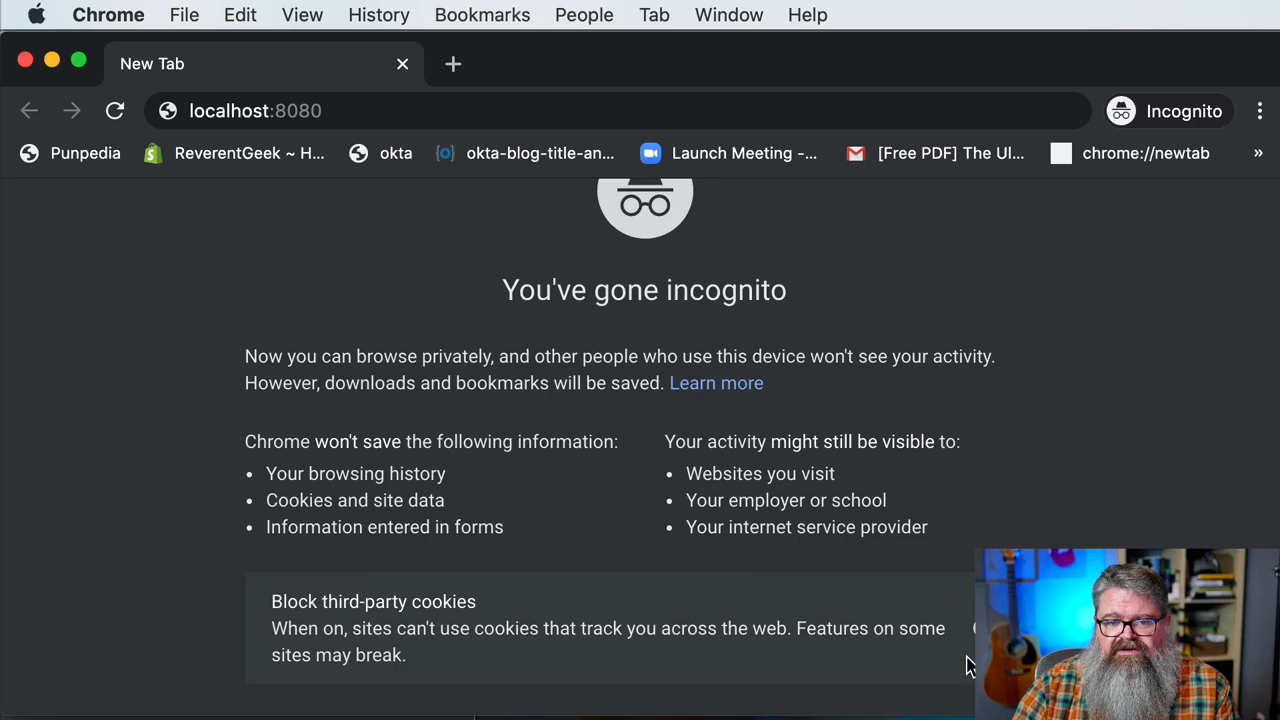 Chrome File Edit View History Bookmarks People Tab Window Help
New Tab
localhost:8080 Incognito
Punpedia ReverentGeek ~ H... okta okta-blog-title-an... Launch Meeting -... [Free PDF] The Ul... chrome://newtab »
You've gone incognito
Now you can browse privately, and other people who use this device won't see your activity.
However, downloads and bookmarks will be saved. Learn more
Chrome won't save the following information:
• Your browsing history
• Cookies and site data
• Information entered in forms
Your activity might still be visible to:
• Websites you visit
• Your employer or school
• Your internet service provider
Block third-party cookies
When on, sites can't use cookies that track you across the web. Features on some
sites may break.